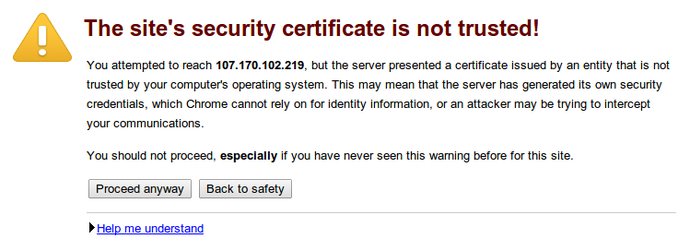 The site's security certificate is not trusted!
You attempted to reach 107.170.102.219, but the server presented a certificate issued by an entity that is not
trusted by your computer's operating system. This may mean that the server has generated its own security
credentials, which Chrome cannot rely on for identity information, or an attacker may be trying to intercept
your communications.
You should not proceed, especially if you have never seen this warning before for this site.
Proceed anyway Back to safety
Help me understand